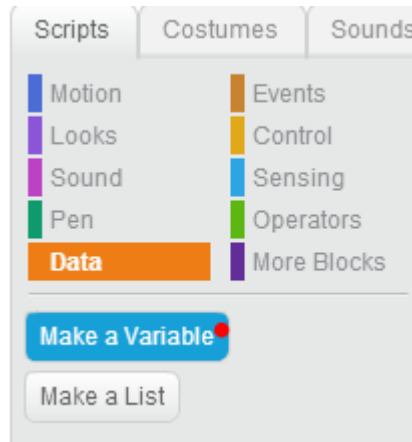 Scripts Costumes Sounds
Motion Events
Looks Control
Sound Sensing
Pen Operators
Data More Blocks
Make a Variable
Make a List